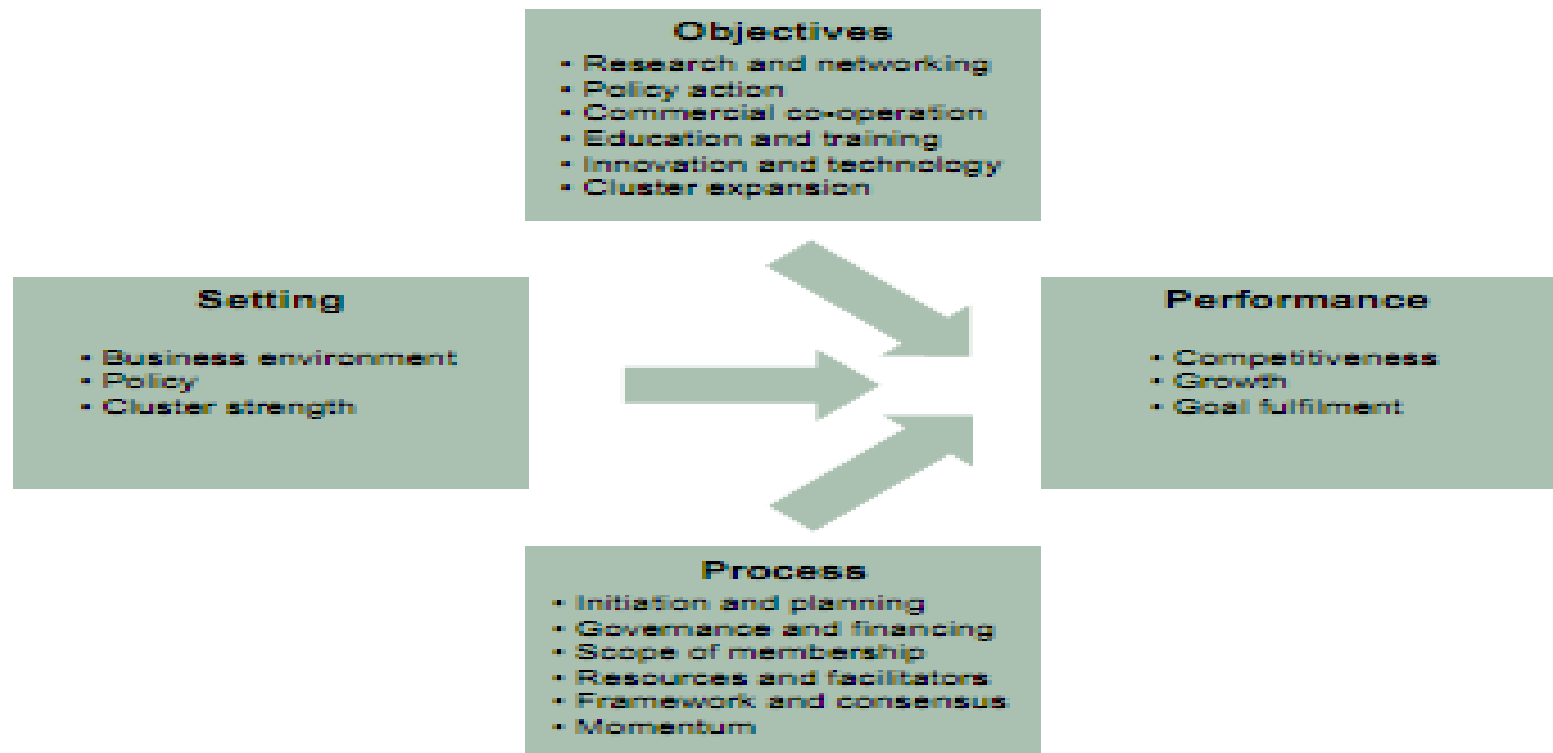 Objectives
• Research and networking
• Policy action
• Commercial co-operation
• Education and training
• Innovation and technology
• Cluster expansion
Setting
• Business environment
• Policy
• Cluster strength
Performance
• Competitiveness
• Growth
• Goal fulfilment
Process
• Initiation and planning
• Governance and financing
• Scope of membership
• Resources and facilitators
• Framework and consensus
• Momentum